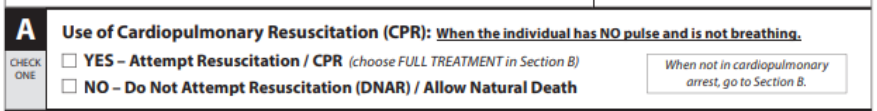 A
Use of Cardiopulmonary Resuscitation (CPR): When the individual has NO pulse and is not breathing.
CHECK
ONE
YES – Attempt Resuscitation / CPR (choose FULL TREATMENT in Section B)
NO – Do Not Attempt Resuscitation (DNAR) / Allow Natural Death
When not in cardiopulmonary
arrest, go to Section B.